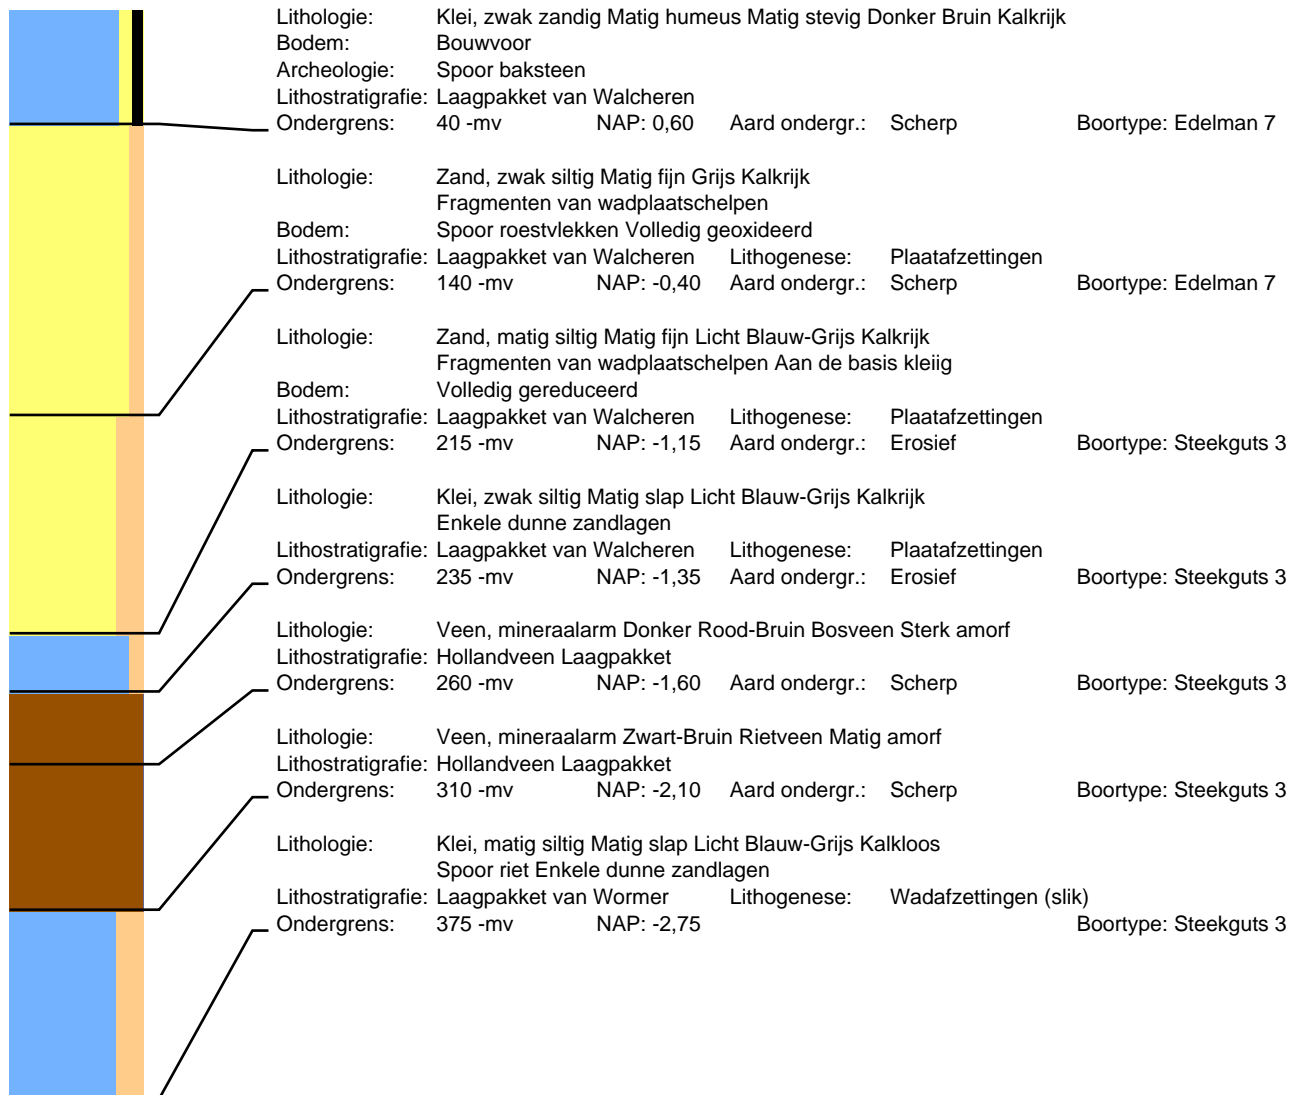 Lithologie: Klei, zwak zandig Matig humeus Matig stevig Donker Bruin Kalkrijk
Bodem: Bouwvoor
Archeologie: Spoor baksteen
Lithostratigrafie: Laagpakket van Walcheren
Ondergrens: 40 -mv NAP: 0,60 Aard ondergr.: Scherp Boortype: Edelman 7
Lithologie: Zand, zwak siltig Matig fijn Grijs Kalkrijk
Fragmenten van wadplaatschelpen
Bodem: Spoor roestvlekken Volledig geoxideerd
Lithostratigrafie: Laagpakket van Walcheren Lithogenese: Plaatafzettingen
Ondergrens: 140 -mv NAP: -0,40 Aard ondergr.: Scherp Boortype: Edelman 7
Lithologie: Zand, matig siltig Matig fijn Licht Blauw-Grijs Kalkrijk
Fragmenten van wadplaatschelpen Aan de basis kleiig
Bodem: Volledig gereduceerd
Lithostratigrafie: Laagpakket van Walcheren Lithogenese: Plaatafzettingen
Ondergrens: 215 -mv NAP: -1,15 Aard ondergr.: Erosief Boortype: Steekguts 3
Lithologie: Klei, zwak siltig Matig slap Licht Blauw-Grijs Kalkrijk
Enkele dunne zandlagen
Lithostratigrafie: Laagpakket van Walcheren Lithogenese: Plaatafzettingen
Ondergrens: 235 -mv NAP: -1,35 Aard ondergr.: Erosief Boortype: Steekguts 3
Lithologie: Veen, mineraalarm Donker Rood-Bruin Bosveen Sterk amorf
Lithostratigrafie: Hollandveen Laagpakket
Ondergrens: 260 -mv NAP: -1,60 Aard ondergr.: Scherp Boortype: Steekguts 3
Lithologie: Veen, mineraalarm Zwart-Bruin Rietveen Matig amorf
Lithostratigrafie: Hollandveen Laagpakket
Ondergrens: 310 -mv NAP: -2,10 Aard ondergr.: Scherp Boortype: Steekguts 3
Lithologie: Klei, matig siltig Matig slap Licht Blauw-Grijs Kalkloos
Spoor riet Enkele dunne zandlagen
Lithostratigrafie: Laagpakket van Wormer Lithogenese: Wadafzettingen (slik)
Ondergrens: 375 -mv NAP: -2,75 Boortype: Steekguts 3